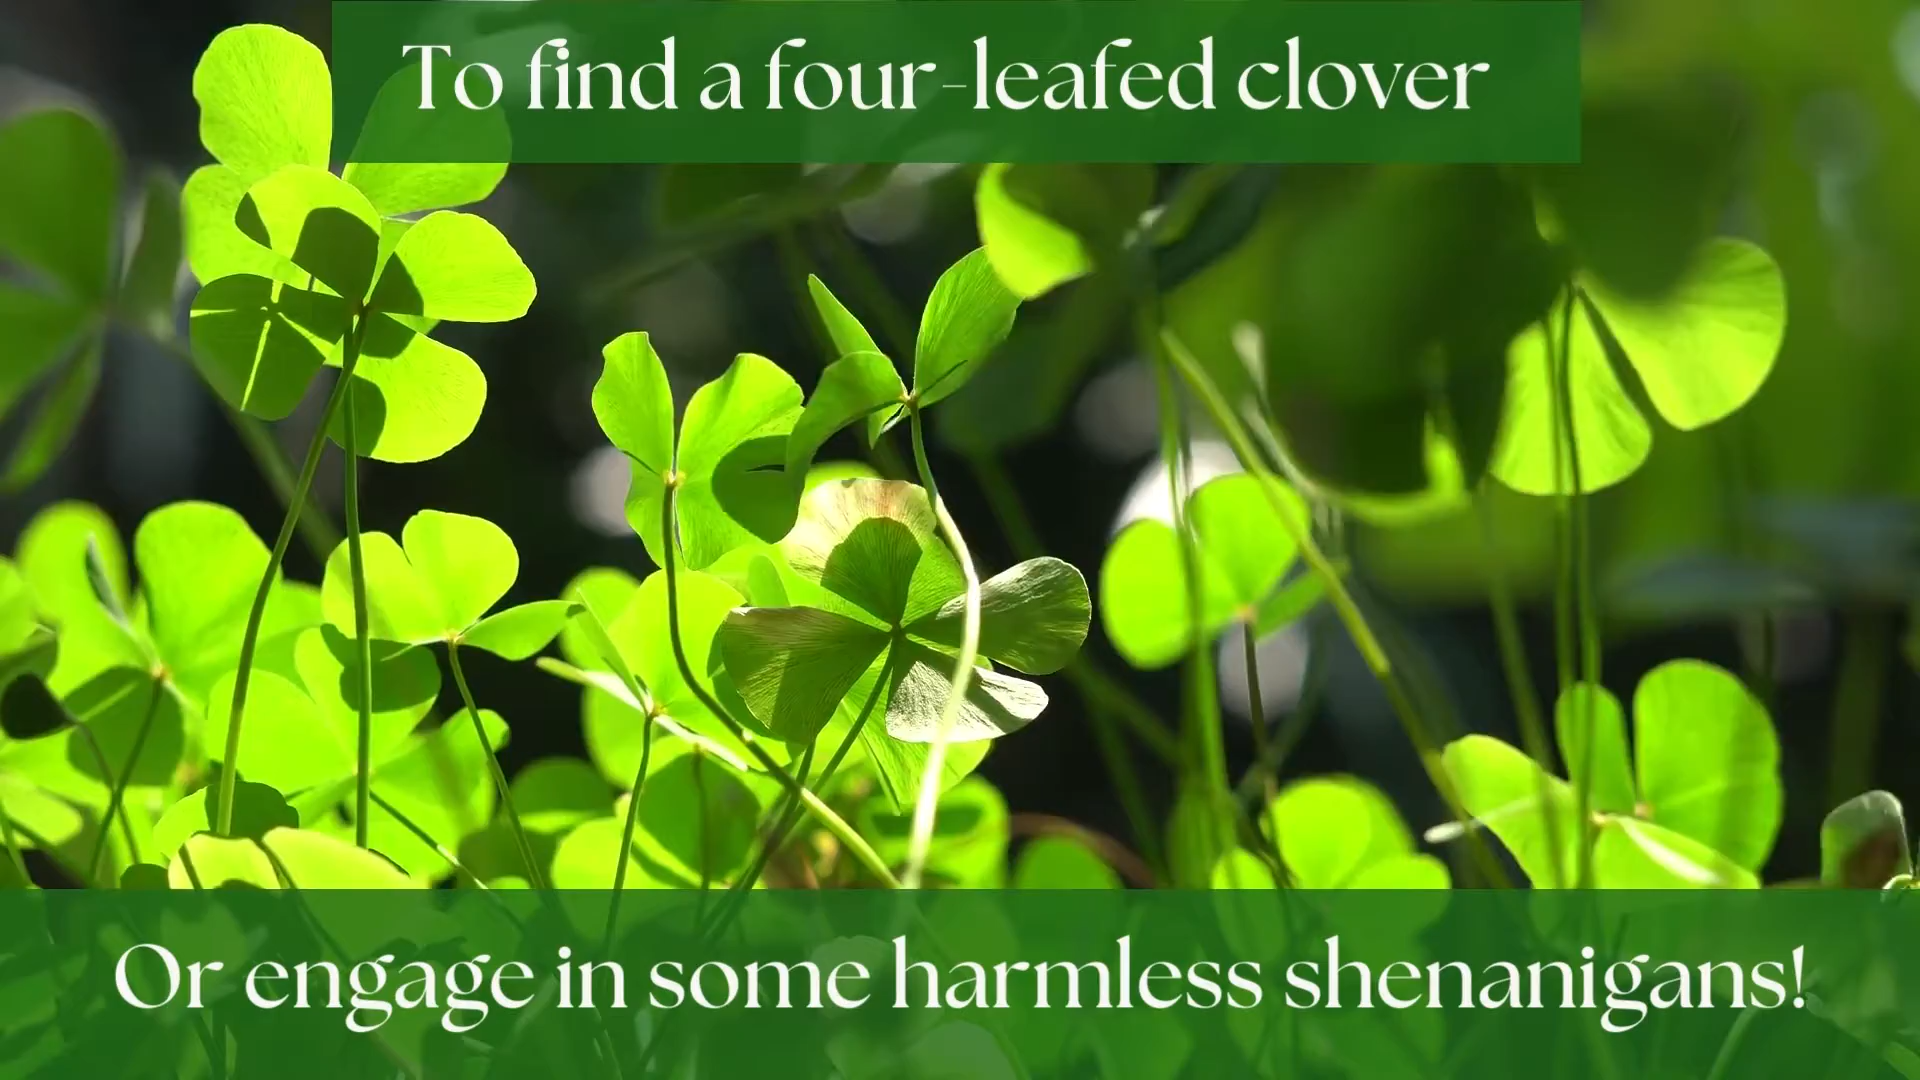 To find a four-leafed clover
Or engage in some harmless shenanigans!